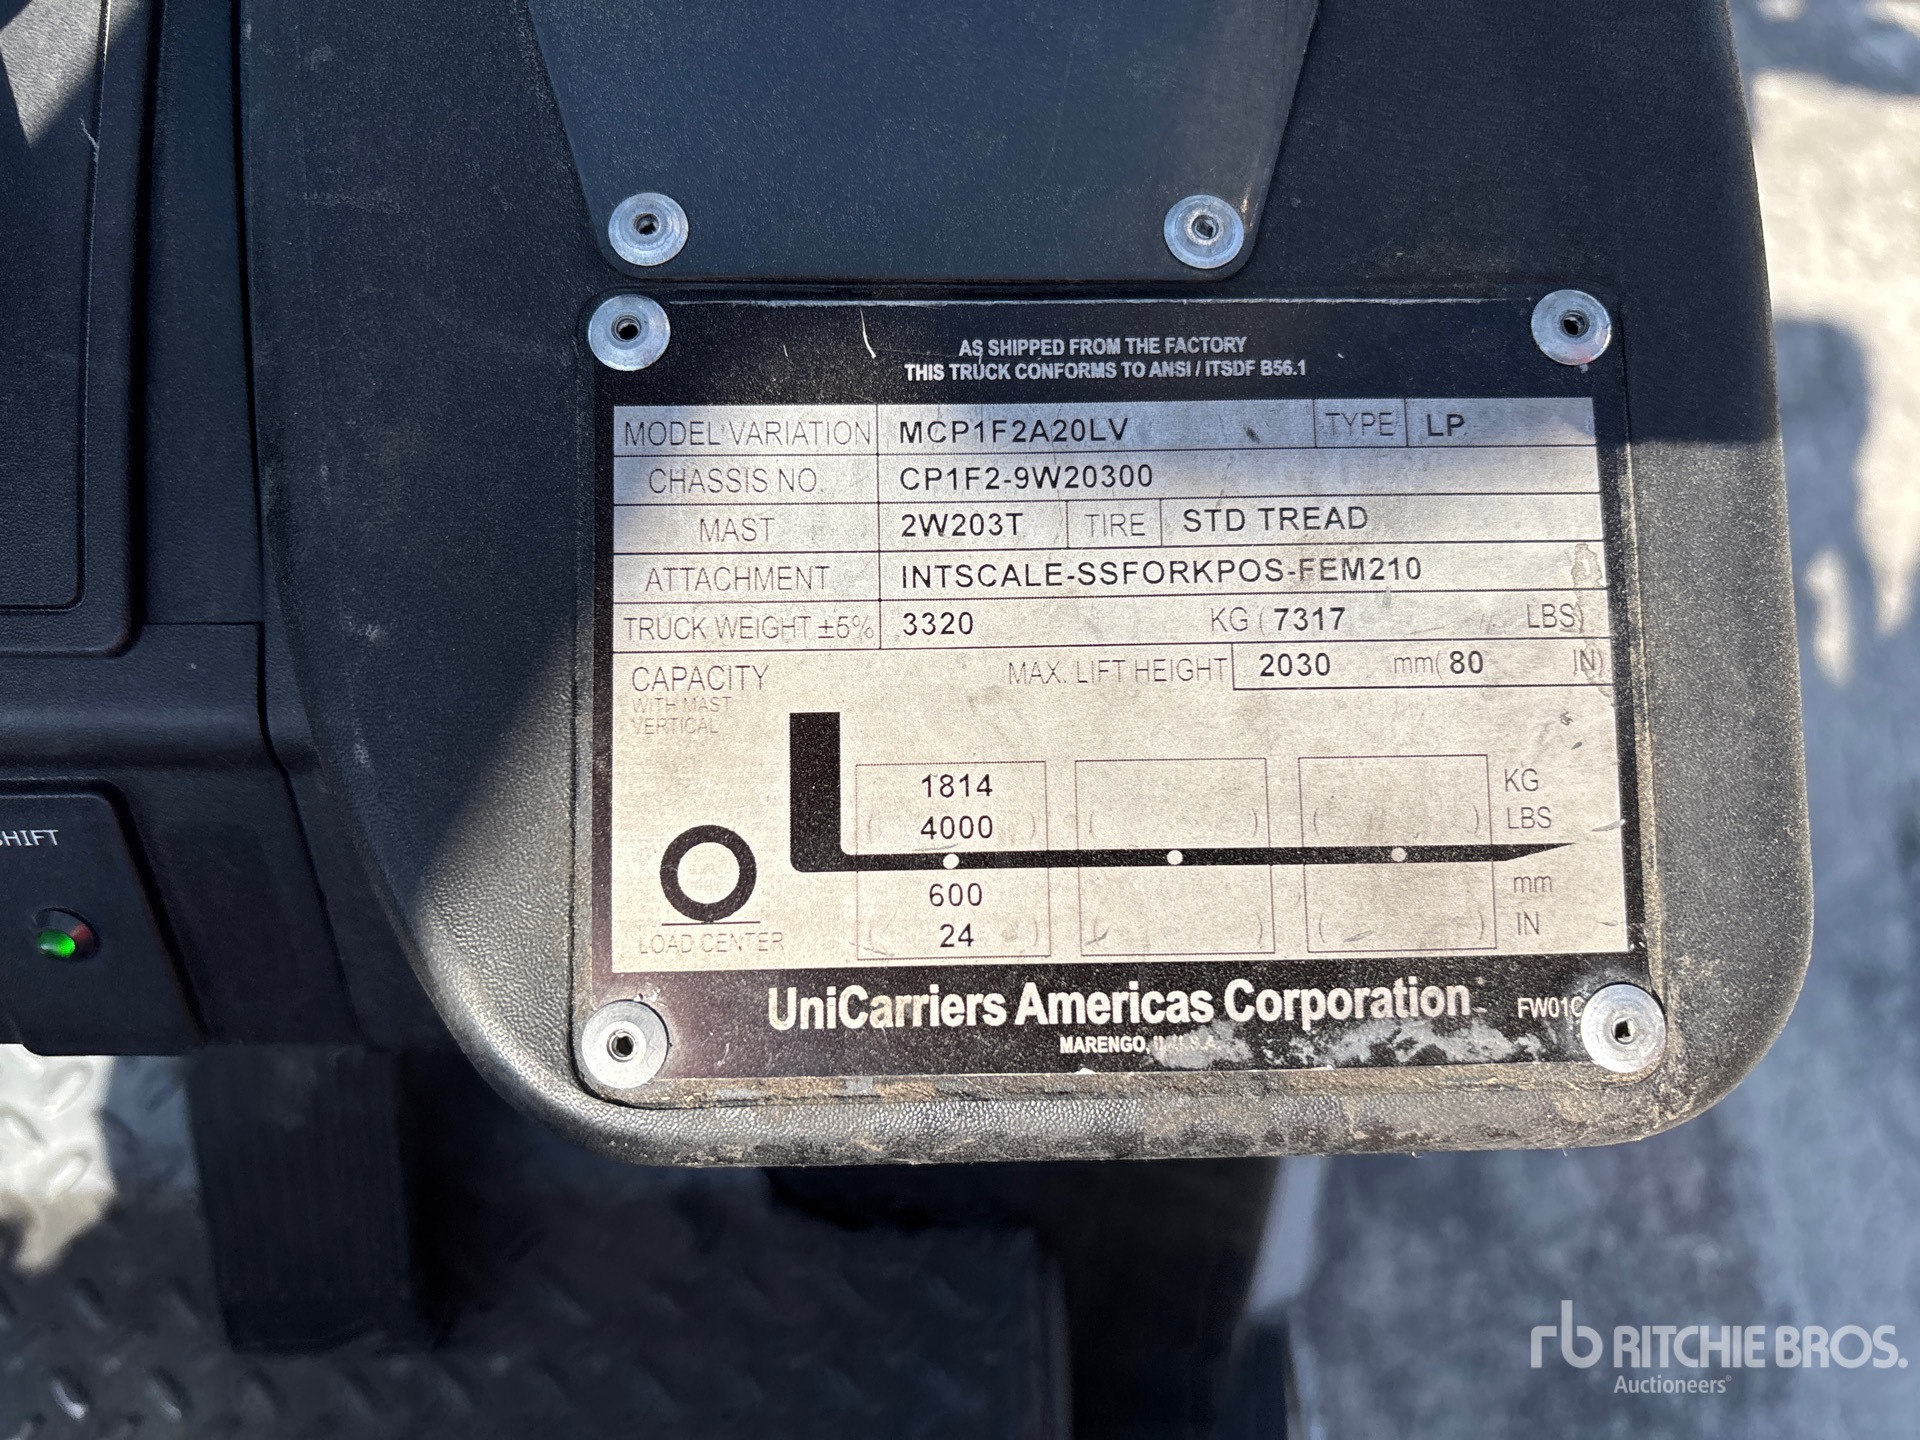 AS SHIPPED FROM THE FACTORY
THIS TRUCK CONFORMS TO ANSI / ITSDF B56.1
MODEL VARIATION MCP1F2A20LV TYPE LP
CHASSIS NO. CP1F2-9W20300
MAST 2W203T TIRE STD TREAD
ATTACHMENT INTSCALE-SSFORKPOS-FEM210
TRUCK WEIGHT ±5% 3320 KG ( 7317 LBS)
CAPACITY MAX. LIFT HEIGHT 2030 mm( 80 IN)
WITH MAST
VERTICAL
1814 KG
( 4000 ) ( ) ( ) LBS
SHIFT
600 mm
( 24 ) ( ) ( ) IN
LOAD CENTER
UniCarriers Americas Corporation FW01C
MARENGO,
rb RITCHIE BROS.
Auctioneers